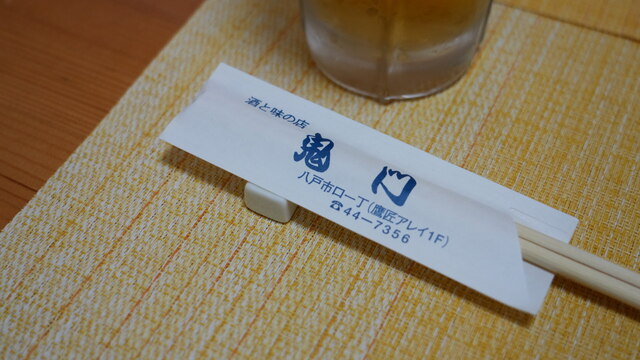 酒と味の店
鬼門
八戸市ロー丁(鷹匠アレイ1F)
☎44-7356